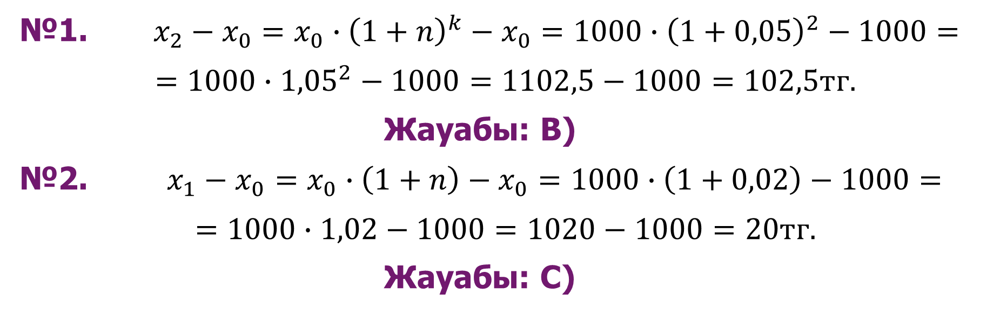 №1. x₂ − x₀ = x₀ · (1 + n)ᵏ − x₀ = 1000 · (1 + 0,05)² − 1000 =
= 1000 · 1,05² − 1000 = 1102,5 − 1000 = 102,5тг.
Жауабы: В)
№2. x₁ − x₀ = x₀ · (1 + n) − x₀ = 1000 · (1 + 0,02) − 1000 =
= 1000 · 1,02 − 1000 = 1020 − 1000 = 20тг.
Жауабы: С)